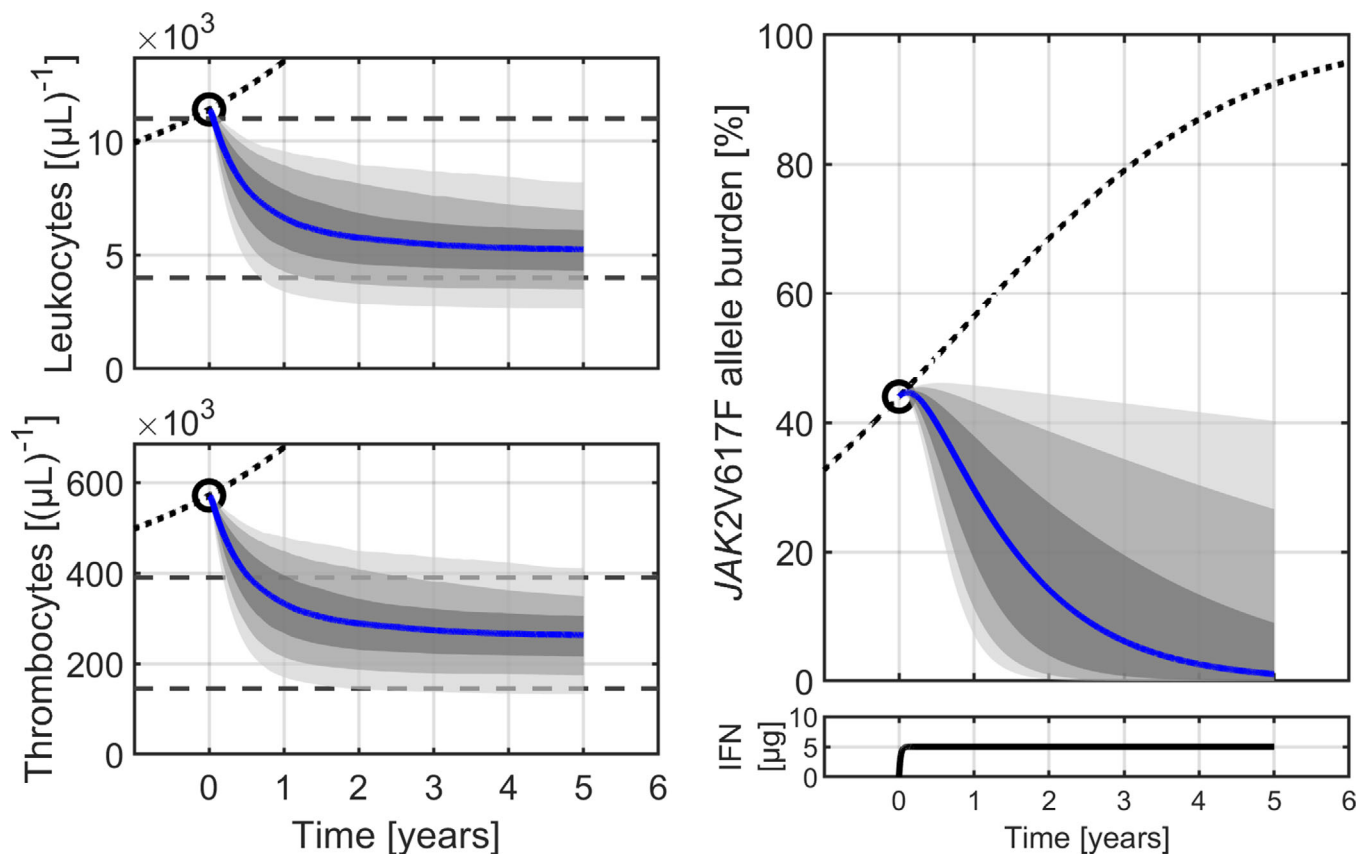 ×10³
Leukocytes [(µL)⁻¹]
10
5
0
×10³
Thrombocytes [(µL)⁻¹]
600
400
200
0
0 1 2 3 4 5 6
Time [years]
JAK2V617F allele burden [%]
100
80
60
40
20
0
IFN
[µg]
10
5
0
0 1 2 3 4 5 6
Time [years]